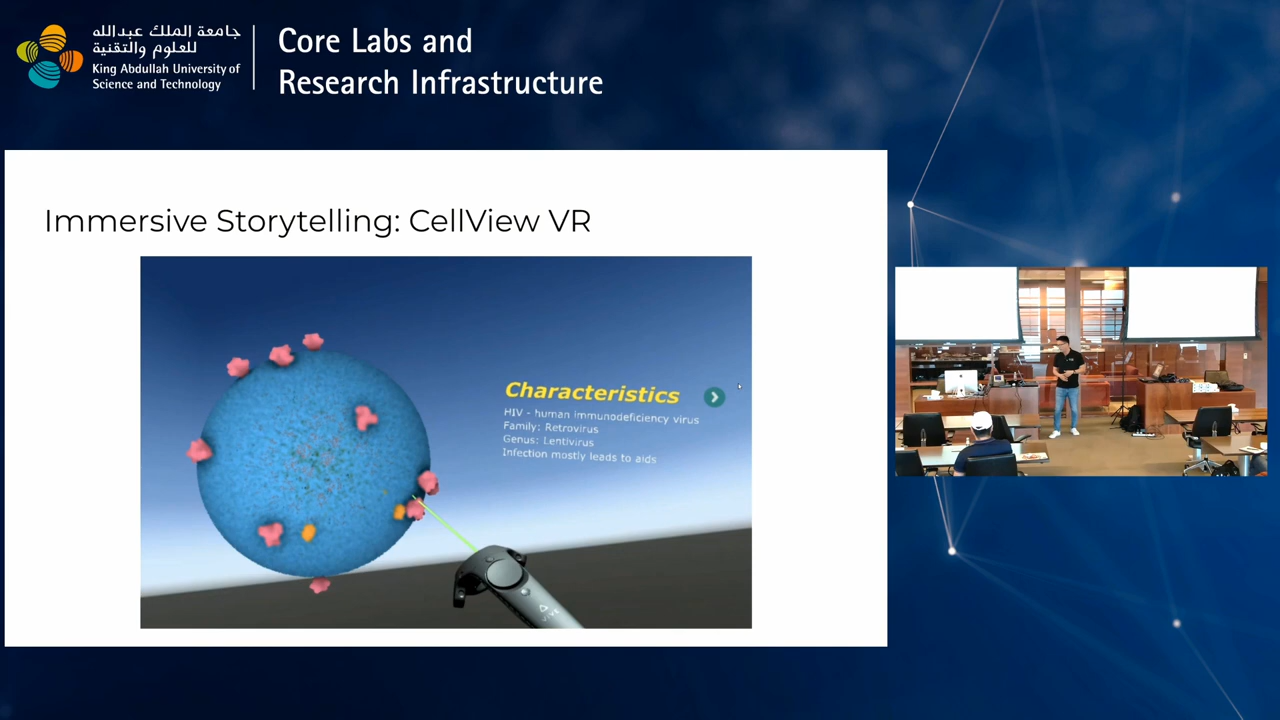 جامعة الملك عبدالله
للعلوم والتقنية
King Abdullah University of
Science and Technology
Core Labs and
Research Infrastructure
Immersive Storytelling: CellView VR
Characteristics
HIV - human immunodeficiency virus
Family: Retrovirus
Genus: Lentivirus
Infection mostly leads to aids
VIVE